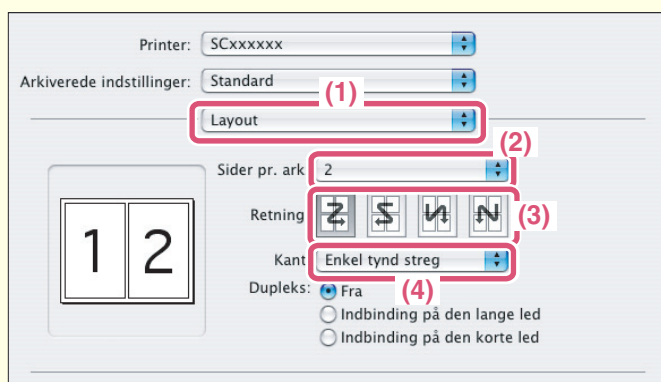 Printer: SCxxxxxx
Arkiverede indstillinger: Standard
(1)
Layout
(2)
Sider pr. ark 2
Retning
(3)
Kant Enkel tynd streg
(4)
Dupleks: Fra
Indbinding på den lange led
Indbinding på den korte led
1 2